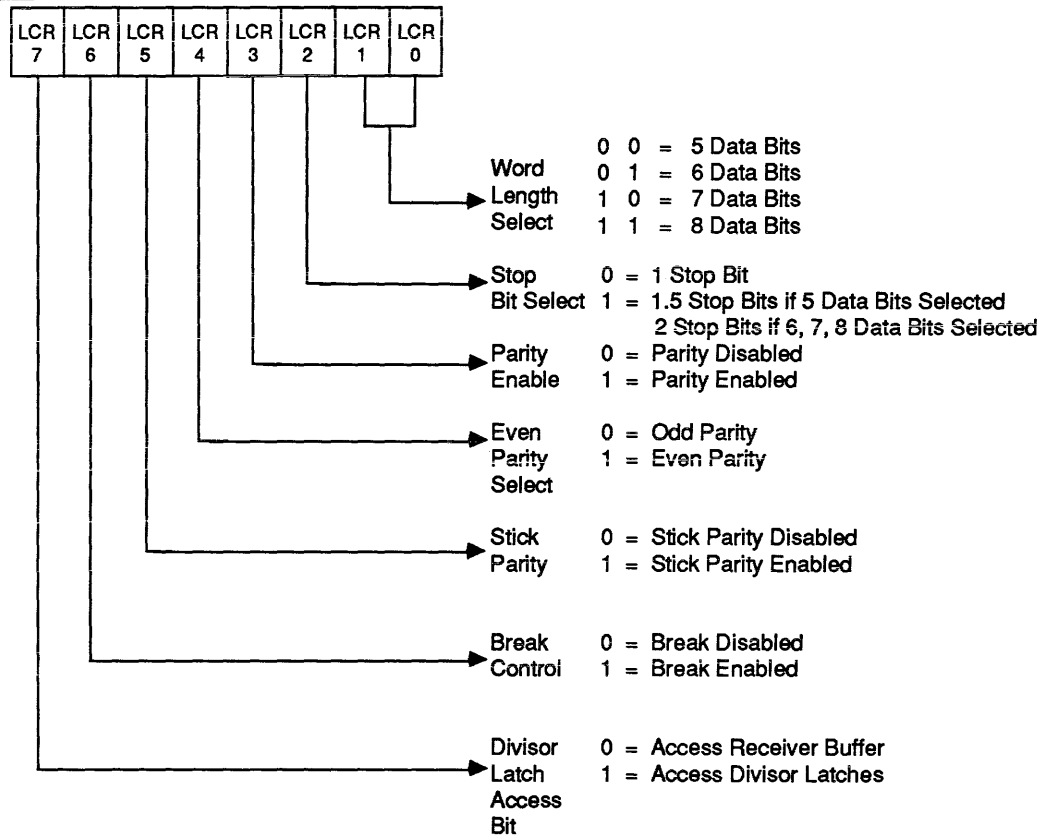 LCR LCR LCR LCR LCR LCR LCR LCR
7 6 5 4 3 2 1 0
0 0 = 5 Data Bits
Word 0 1 = 6 Data Bits
Length 1 0 = 7 Data Bits
Select 1 1 = 8 Data Bits
Stop 0 = 1 Stop Bit
Bit Select 1 = 1.5 Stop Bits if 5 Data Bits Selected
2 Stop Bits if 6, 7, 8 Data Bits Selected
Parity 0 = Parity Disabled
Enable 1 = Parity Enabled
Even 0 = Odd Parity
Parity 1 = Even Parity
Select
Stick 0 = Stick Parity Disabled
Parity 1 = Stick Parity Enabled
Break 0 = Break Disabled
Control 1 = Break Enabled
Divisor 0 = Access Receiver Buffer
Latch 1 = Access Divisor Latches
Access
Bit